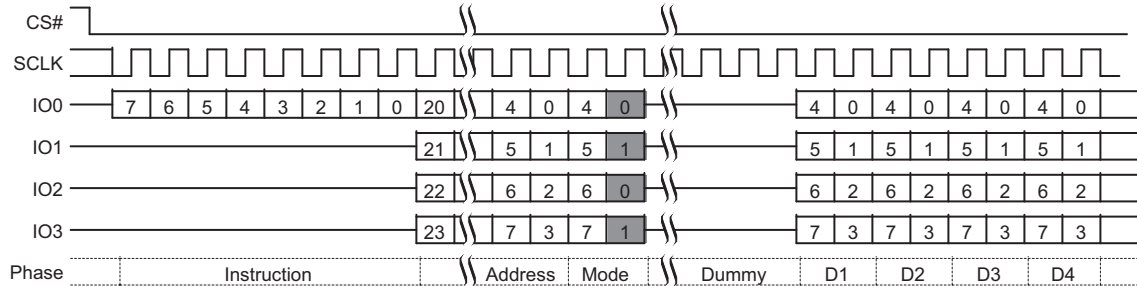 CS#
SCLK
IO0 7 6 5 4 3 2 1 0 20 4 0 4 0 4 0 4 0 4 0 4 0
IO1 21 5 1 5 1 5 1 5 1 5 1 5 1
IO2 22 6 2 6 0 6 2 6 2 6 2 6 2
IO3 23 7 3 7 1 7 3 7 3 7 3 7 3
Phase Instruction Address Mode Dummy D1 D2 D3 D4